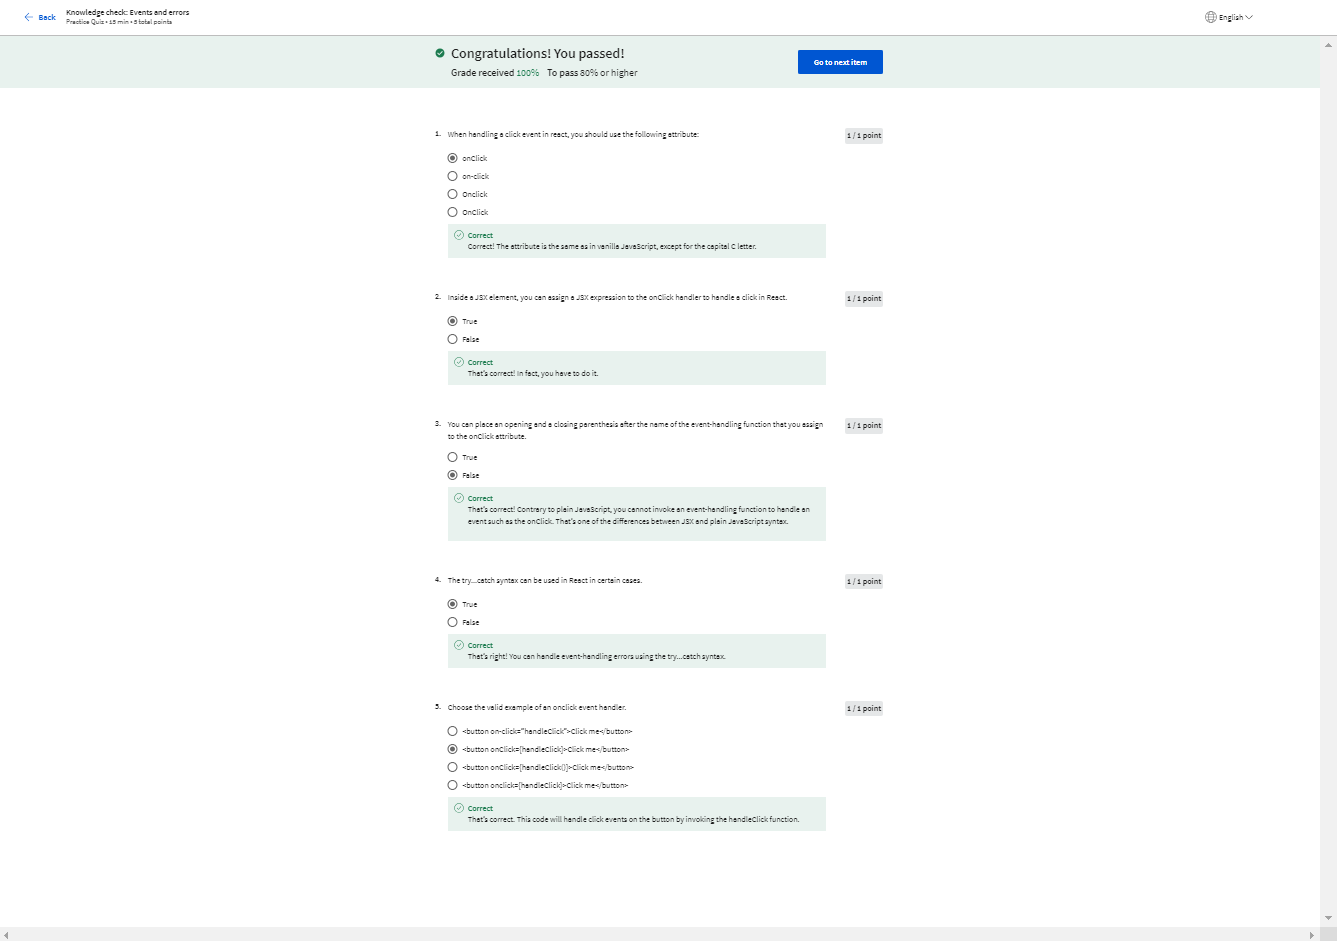 Back
Knowledge check: Events and errors
Practice Quiz • 15 min • 5 total points
English
Congratulations! You passed!
Grade received 100% To pass 80% or higher
Go to next item
1. When handling a click event in react, you should use the following attribute:
1 / 1 point
onClick
on-click
Onclick
OnClick
Correct
Correct! The attribute is the same as in vanilla JavaScript, except for the capital C letter.
2. Inside a JSX element, you can assign a JSX expression to the onClick handler to handle a click in React.
1 / 1 point
True
False
Correct
That's correct! In fact, you have to do it.
3. You can place an opening and a closing parenthesis after the name of the event-handling function that you assign
to the onClick attribute.
1 / 1 point
True
False
Correct
That's correct! Contrary to plain JavaScript, you cannot invoke an event-handling function to handle an
event such as the onClick. That's one of the differences between JSX and plain JavaScript syntax.
4. The try...catch syntax can be used in React in certain cases.
1 / 1 point
True
False
Correct
That's right! You can handle event-handling errors using the try...catch syntax.
5. Choose the valid example of an onclick event handler.
1 / 1 point
<button on-click="handleClick">Click me</button>
<button onClick={handleClick}>Click me</button>
<button onClick={handleClick()}>Click me</button>
<button onclick={handleClick}>Click me</button>
Correct
That's correct. This code will handle click events on the button by invoking the handleClick function.